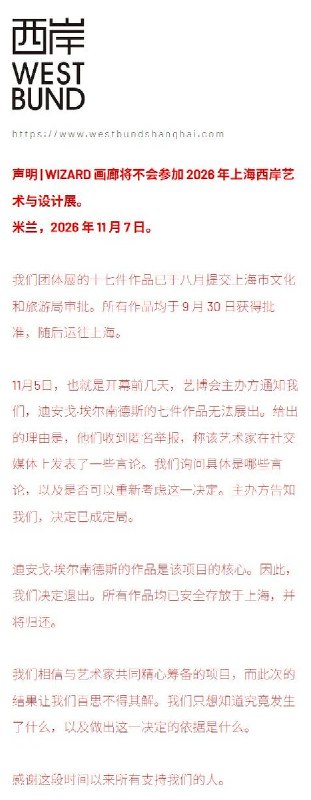 西岸
WEST
BUND
https://www.westbundshanghai.com
声明 | WIZARD 画廊将不会参加 2026 年上海西岸艺
术与设计展。
米兰，2026 年 11 月 7 日。
我们团体展的十七件作品已于八月提交上海市文化
和旅游局审批。所有作品均于 9 月 30 日获得批
准，随后运往上海。
11月5日，也就是开幕前几天，艺博会主办方通知我
们，迪安戈·埃尔南德斯的七件作品无法展出。给出
的理由是，他们收到匿名举报，称该艺术家在社交
媒体上发表了一些言论。我们询问具体是哪些言
论，以及是否可以重新考虑这一决定。主办方告知
我们，决定已成定局。
迪安戈·埃尔南德斯的作品是该项目的核心。因此，
我们决定退出。所有作品均已安全存放于上海，并
将归还。
我们相信与艺术家共同精心筹备的项目，而此次的
结果让我们百思不得其解。我们只想知道究竟发生
了什么，以及做出这一决定的依据是什么。
感谢这段时间以来所有支持我们的人。